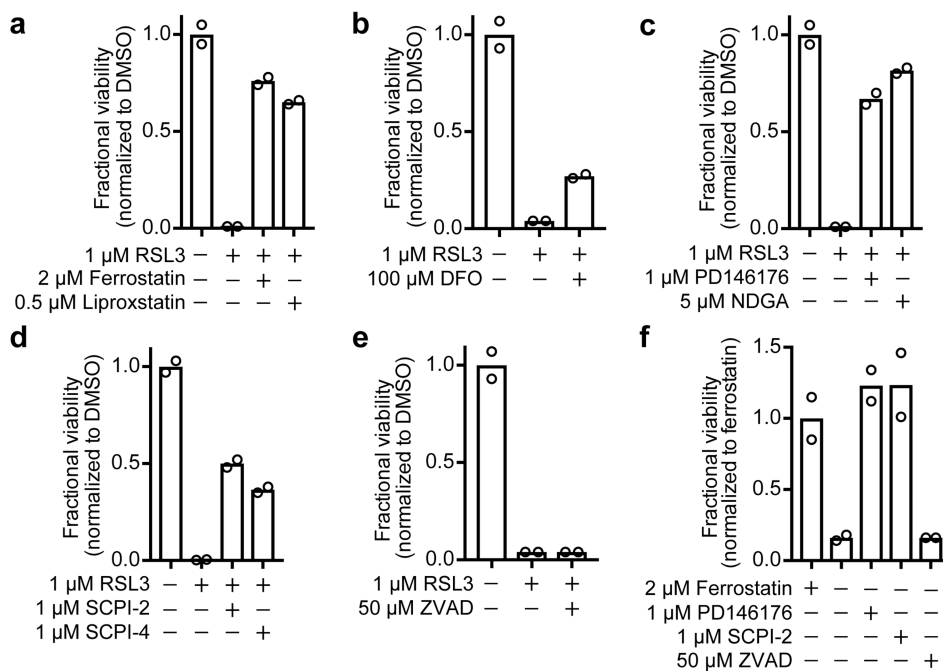 a
Fractional viability
(normalized to DMSO)
1.0
0.5
0.0
1 µM RSL3 – + + +
2 µM Ferrostatin – – + –
0.5 µM Liproxstatin – – – +
b
Fractional viability
(normalized to DMSO)
1.0
0.5
0.0
1 µM RSL3 – + +
100 µM DFO – – +
c
Fractional viability
(normalized to DMSO)
1.0
0.5
0.0
1 µM RSL3 – + + +
1 µM PD146176 – – + –
5 µM NDGA – – – +
d
Fractional viability
(normalized to DMSO)
1.0
0.5
0.0
1 µM RSL3 – + + +
1 µM SCPI-2 – – + –
1 µM SCPI-4 – – – +
e
Fractional viability
(normalized to DMSO)
1.0
0.5
0.0
1 µM RSL3 – + +
50 µM ZVAD – – +
f
Fractional viability
(normalized to ferrostatin)
1.5
1.0
0.5
0.0
2 µM Ferrostatin + – – – –
1 µM PD146176 – – + – –
1 µM SCPI-2 – – – + –
50 µM ZVAD – – – – +